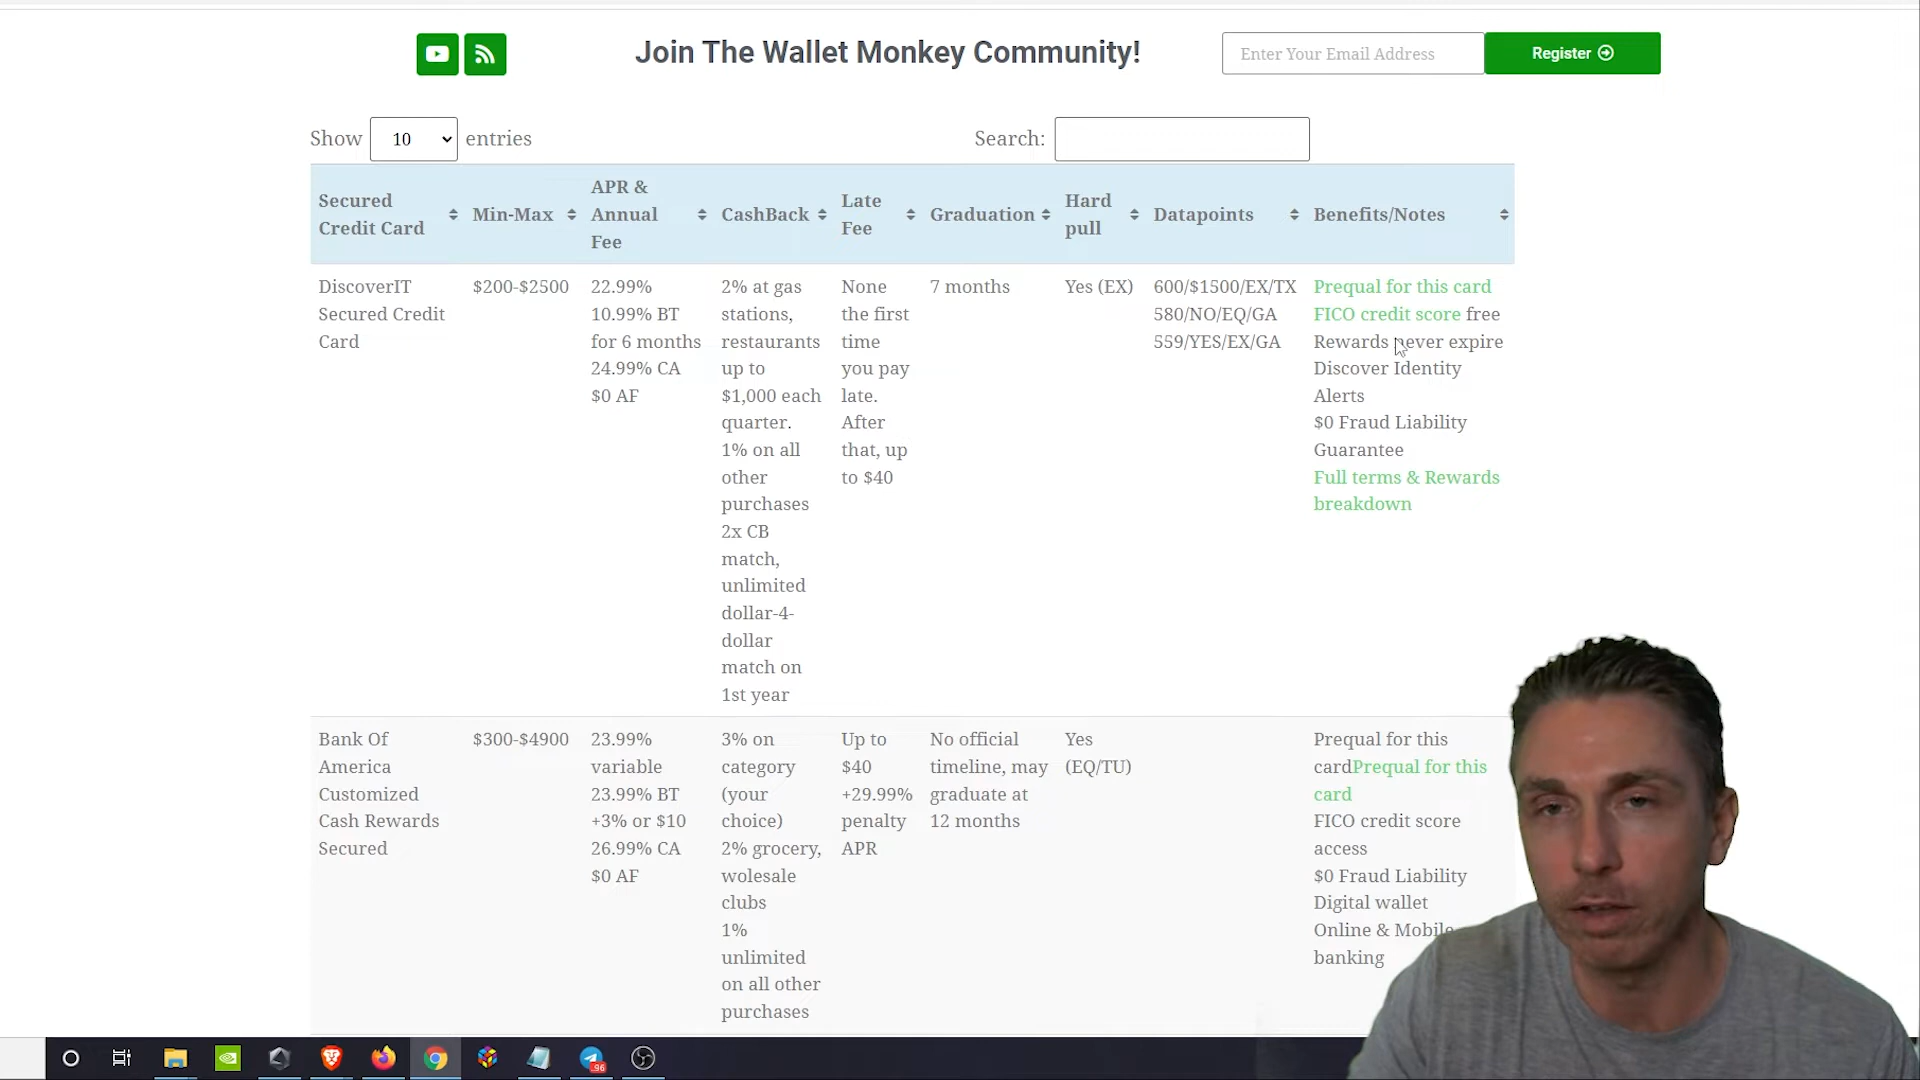 Join The Wallet Monkey Community!
Enter Your Email Address
Register
Show 10 entries
Search:
Secured
Credit Card
Min-Max
APR &
Annual
Fee
CashBack
Late
Fee
Graduation
Hard
pull
Datapoints
Benefits/Notes
DiscoverIT
Secured Credit
Card
$200-$2500
22.99%
10.99% BT
for 6 months
24.99% CA
$0 AF
2% at gas
stations,
restaurants
up to
$1,000 each
quarter.
1% on all
other
purchases
2x CB
match,
unlimited
dollar-4-
dollar
match on
1st year
None
the first
time
you pay
late.
After
that, up
to $40
7 months
Yes (EX)
600/$1500/EX/TX
580/NO/EQ/GA
559/YES/EX/GA
Prequal for this card
FICO credit score free
Rewards never expire
Discover Identity
Alerts
$0 Fraud Liability
Guarantee
Full terms & Rewards
breakdown
Bank Of
America
Customized
Cash Rewards
Secured
$300-$4900
23.99%
variable
23.99% BT
+3% or $10
26.99% CA
$0 AF
3% on
category
(your
choice)
2% grocery,
wolesale
clubs
1%
unlimited
on all other
purchases
Up to
$40
+29.99%
penalty
APR
No official
timeline, may
graduate at
12 months
Yes
(EQ/TU)
Prequal for this
cardPrequal for this
card
FICO credit score
access
$0 Fraud Liability
Digital wallet
Online & Mobile
banking
96